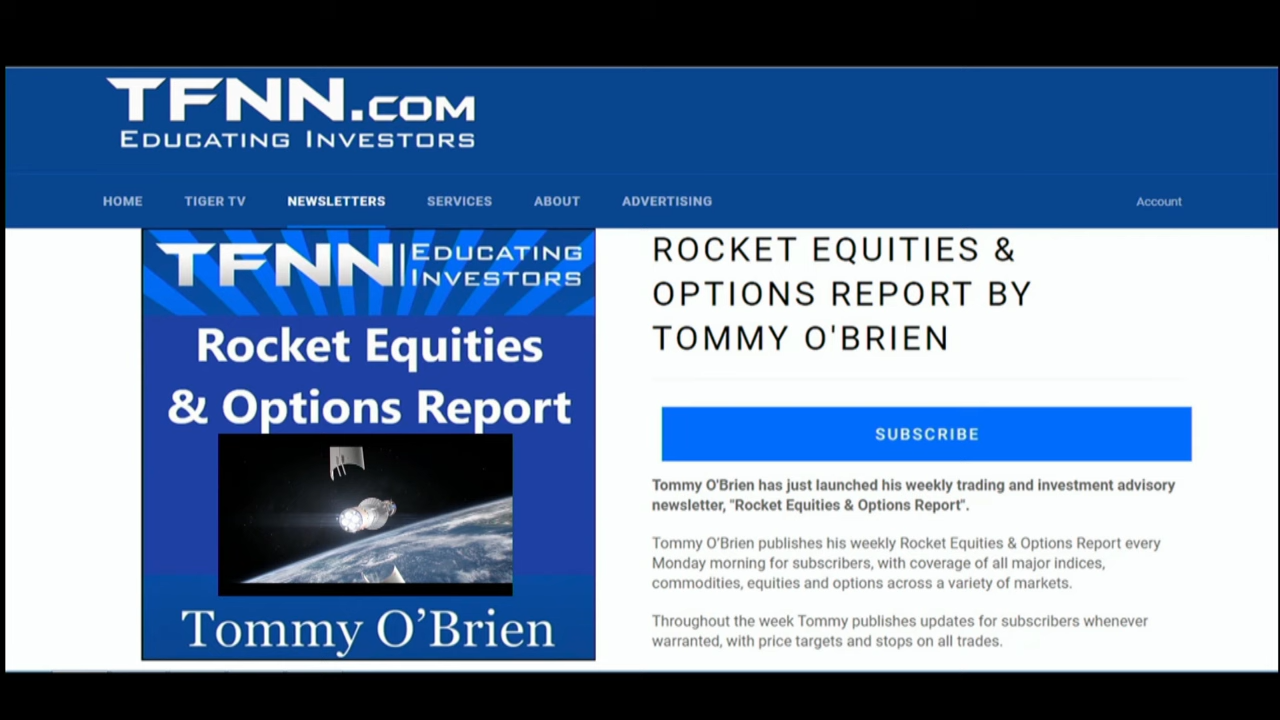 TFNN.COM
EDUCATING INVESTORS
HOME TIGER TV NEWSLETTERS SERVICES ABOUT ADVERTISING Account
TFNN EDUCATING
INVESTORS
Rocket Equities
& Options Report
Tommy O’Brien
ROCKET EQUITIES &
OPTIONS REPORT BY
TOMMY O'BRIEN
SUBSCRIBE
Tommy O'Brien has just launched his weekly trading and investment advisory
newsletter, "Rocket Equities & Options Report".
Tommy O’Brien publishes his weekly Rocket Equities & Options Report every
Monday morning for subscribers, with coverage of all major indices,
commodities, equities and options across a variety of markets.
Throughout the week Tommy publishes updates for subscribers whenever
warranted, with price targets and stops on all trades.